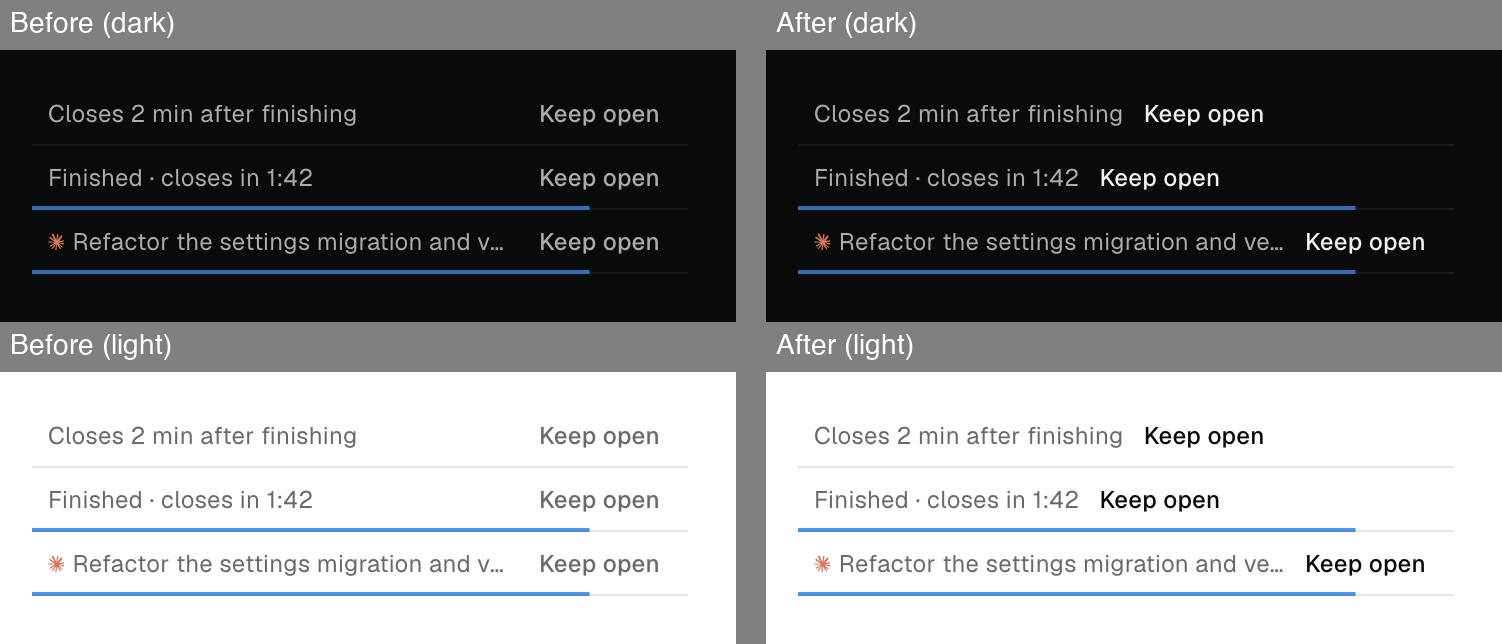 Before (dark)
Closes 2 min after finishing Keep open
Finished · closes in 1:42 Keep open
Refactor the settings migration and v... Keep open
After (dark)
Closes 2 min after finishing Keep open
Finished · closes in 1:42 Keep open
Refactor the settings migration and ve... Keep open
Before (light)
Closes 2 min after finishing Keep open
Finished · closes in 1:42 Keep open
Refactor the settings migration and v... Keep open
After (light)
Closes 2 min after finishing Keep open
Finished · closes in 1:42 Keep open
Refactor the settings migration and ve... Keep open